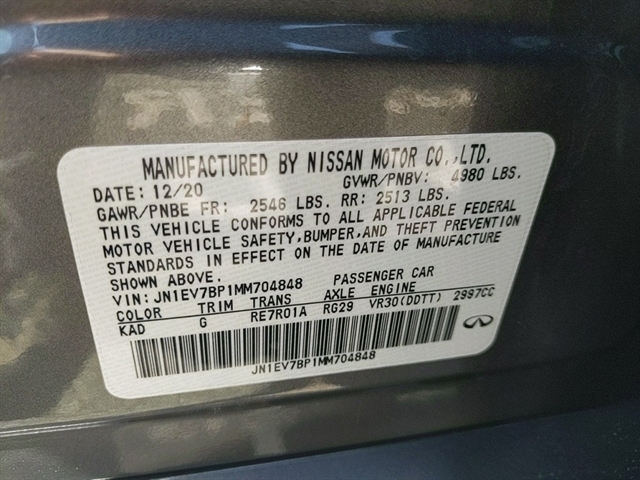 MANUFACTURED BY NISSAN MOTOR CO.,LTD.
DATE: 12/20 GVWR/PNBV: 4980 LBS.
GAWR/PNBE FR: 2546 LBS. RR: 2513 LBS.
THIS VEHICLE CONFORMS TO ALL APPLICABLE FEDERAL
MOTOR VEHICLE SAFETY,BUMPER,AND THEFT PREVENTION
STANDARDS IN EFFECT ON THE DATE OF MANUFACTURE
SHOWN ABOVE.
VIN: JN1EV7BP1MM704848 PASSENGER CAR
COLOR TRIM TRANS AXLE ENGINE
KAD G RE7R01A RG29 VR30(DDTT) 2997CC
JN1EV7BP1MM704848